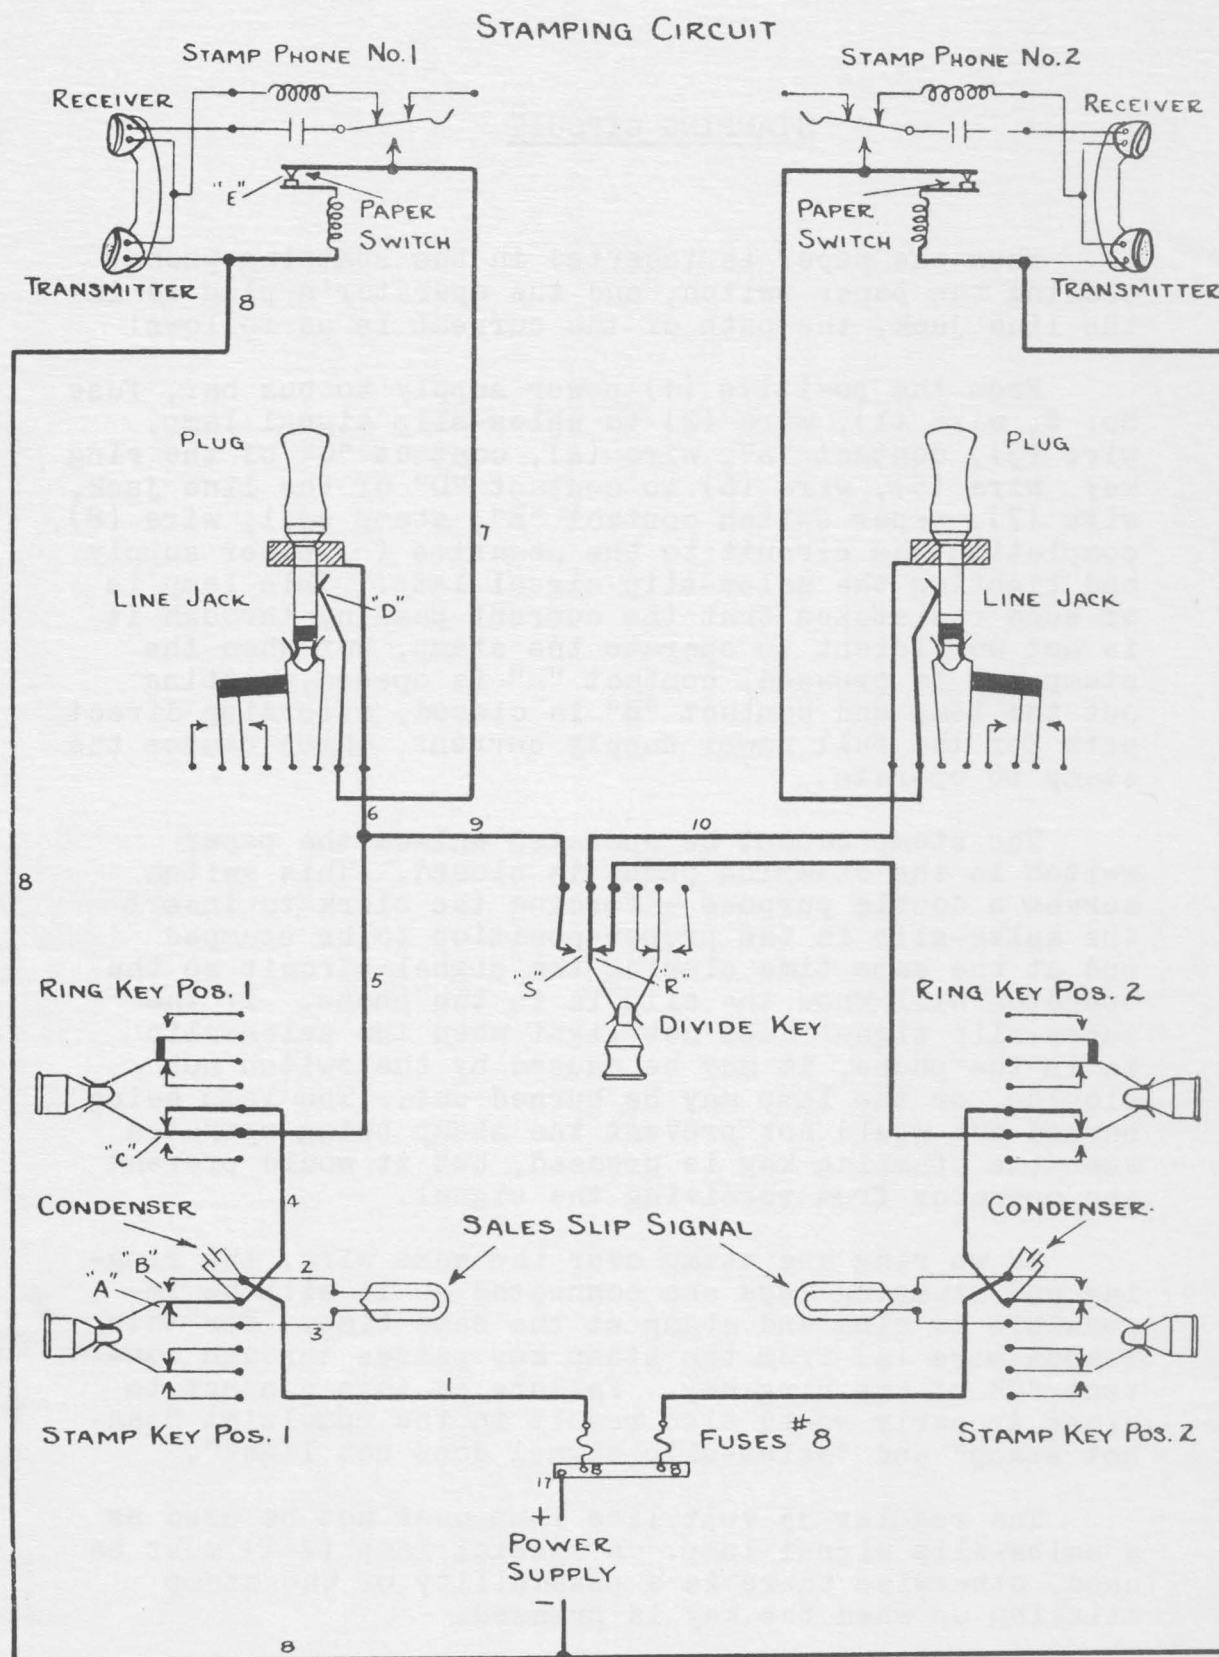 STAMPING CIRCUIT
STAMP PHONE No.1
STAMP PHONE No.2
RECEIVER
RECEIVER
"E"
PAPER
SWITCH
PAPER
SWITCH
TRANSMITTER
TRANSMITTER
8
PLUG
PLUG
7
LINE JACK
"D"
LINE JACK
6
9
10
8
5
"S"
"R"
RING KEY POS. 1
DIVIDE KEY
RING KEY POS. 2
"C"
4
CONDENSER
SALES SLIP SIGNAL
CONDENSER.
"B"
"A"
2
3
1
STAMP KEY POS. 1
FUSES #8
STAMP KEY POS. 2
17
8
8
+
POWER
SUPPLY
-
8